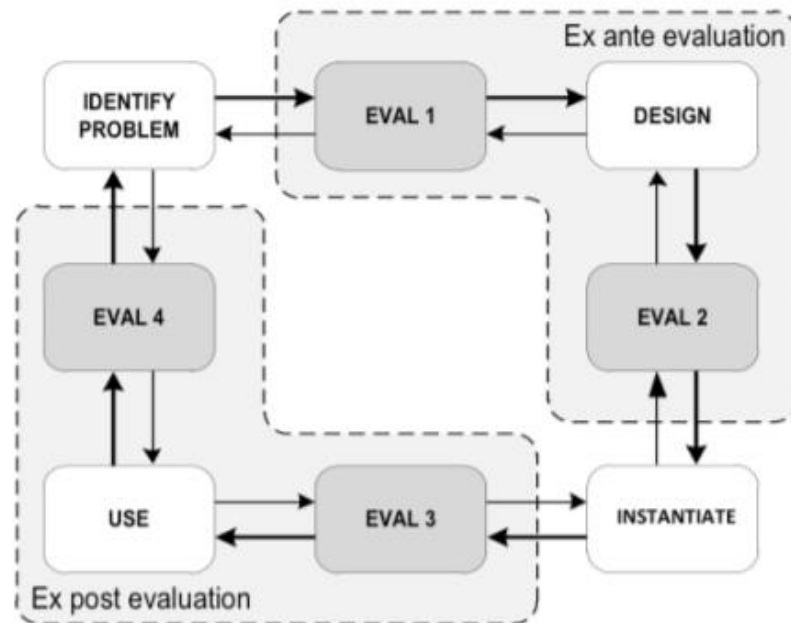 Ex ante evaluation
IDENTIFY
PROBLEM
EVAL 1
DESIGN
EVAL 4
EVAL 2
USE
EVAL 3
INSTANTIATE
Ex post evaluation